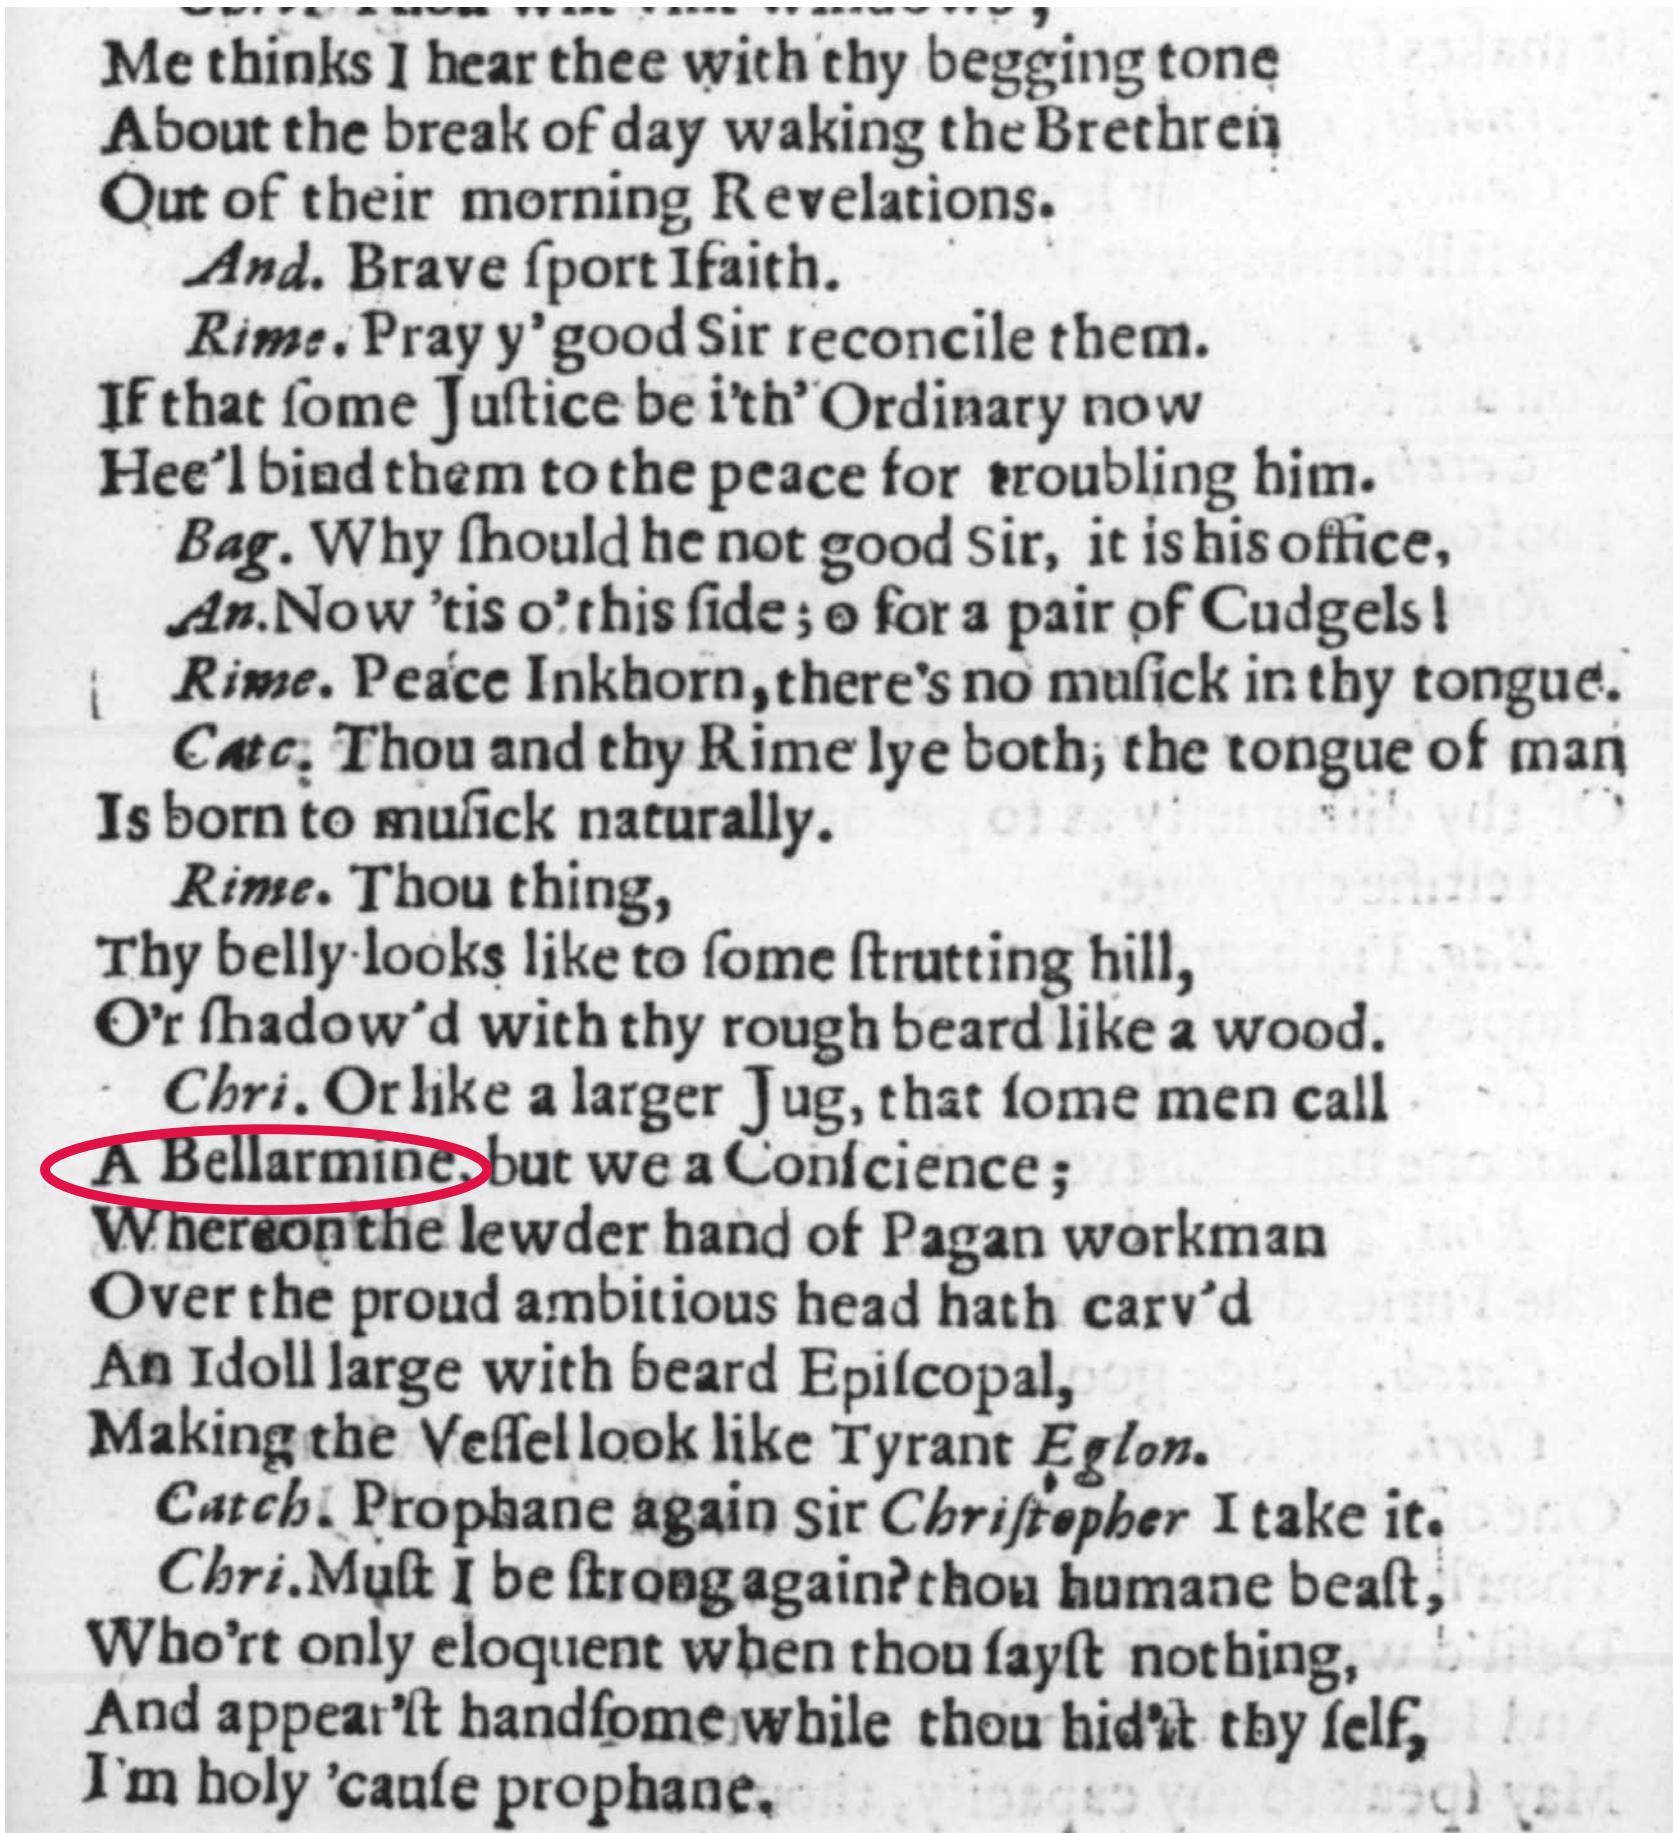 Me thinks I hear thee with thy begging tone
About the break of day waking the Brethren
Out of their morning Revelations.
And. Brave ſport Ifaith.
Rime. Pray y' good Sir reconcile them.
If that ſome Juſtice be i'th' Ordinary now
Hee'l bind them to the peace for troubling him.
Bag. Why ſhould he not good Sir, it is his office,
An. Now 'tis o' this ſide; o for a pair of Cudgels!
Rime. Peace Inkhorn, there's no muſick in thy tongue.
Catc. Thou and thy Rime lye both; the tongue of man
Is born to muſick naturally.
Rime. Thou thing,
Thy belly looks like to ſome ſtrutting hill,
O'r ſhadow'd with thy rough beard like a wood.
Chri. Or like a larger Jug, that ſome men call
A Bellarmine, but we a Conſcience;
Whereon the lewder hand of Pagan workman
Over the proud ambitious head hath carv'd
An Idoll large with beard Epiſcopal,
Making the Veſſel look like Tyrant Eglon.
Catch. Prophane again Sir Chriſtopher I take it.
Chri. Muſt I be ſtrong again? thou humane beaſt,
Who'rt only eloquent when thou ſayſt nothing,
And appear'ſt handſome while thou hid'ſt thy ſelf,
I'm holy 'cauſe prophane.